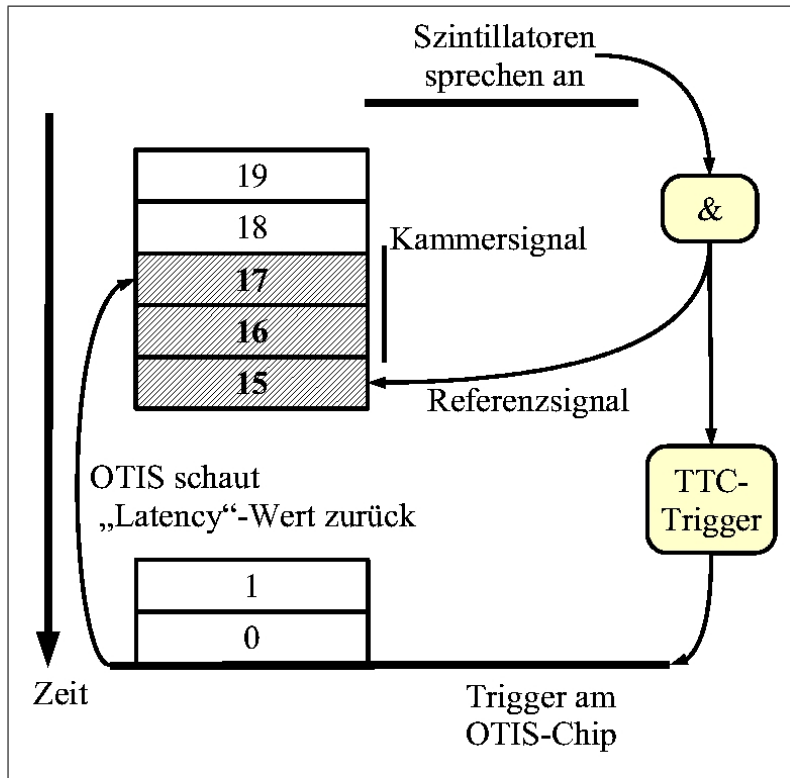 Szintillatoren
sprechen an
19
&
18
Kammersignal
17
16
15
Referenzsignal
OTIS schaut
„Latency“-Wert zurück
TTC-
Trigger
1
0
Zeit
Trigger am
OTIS-Chip